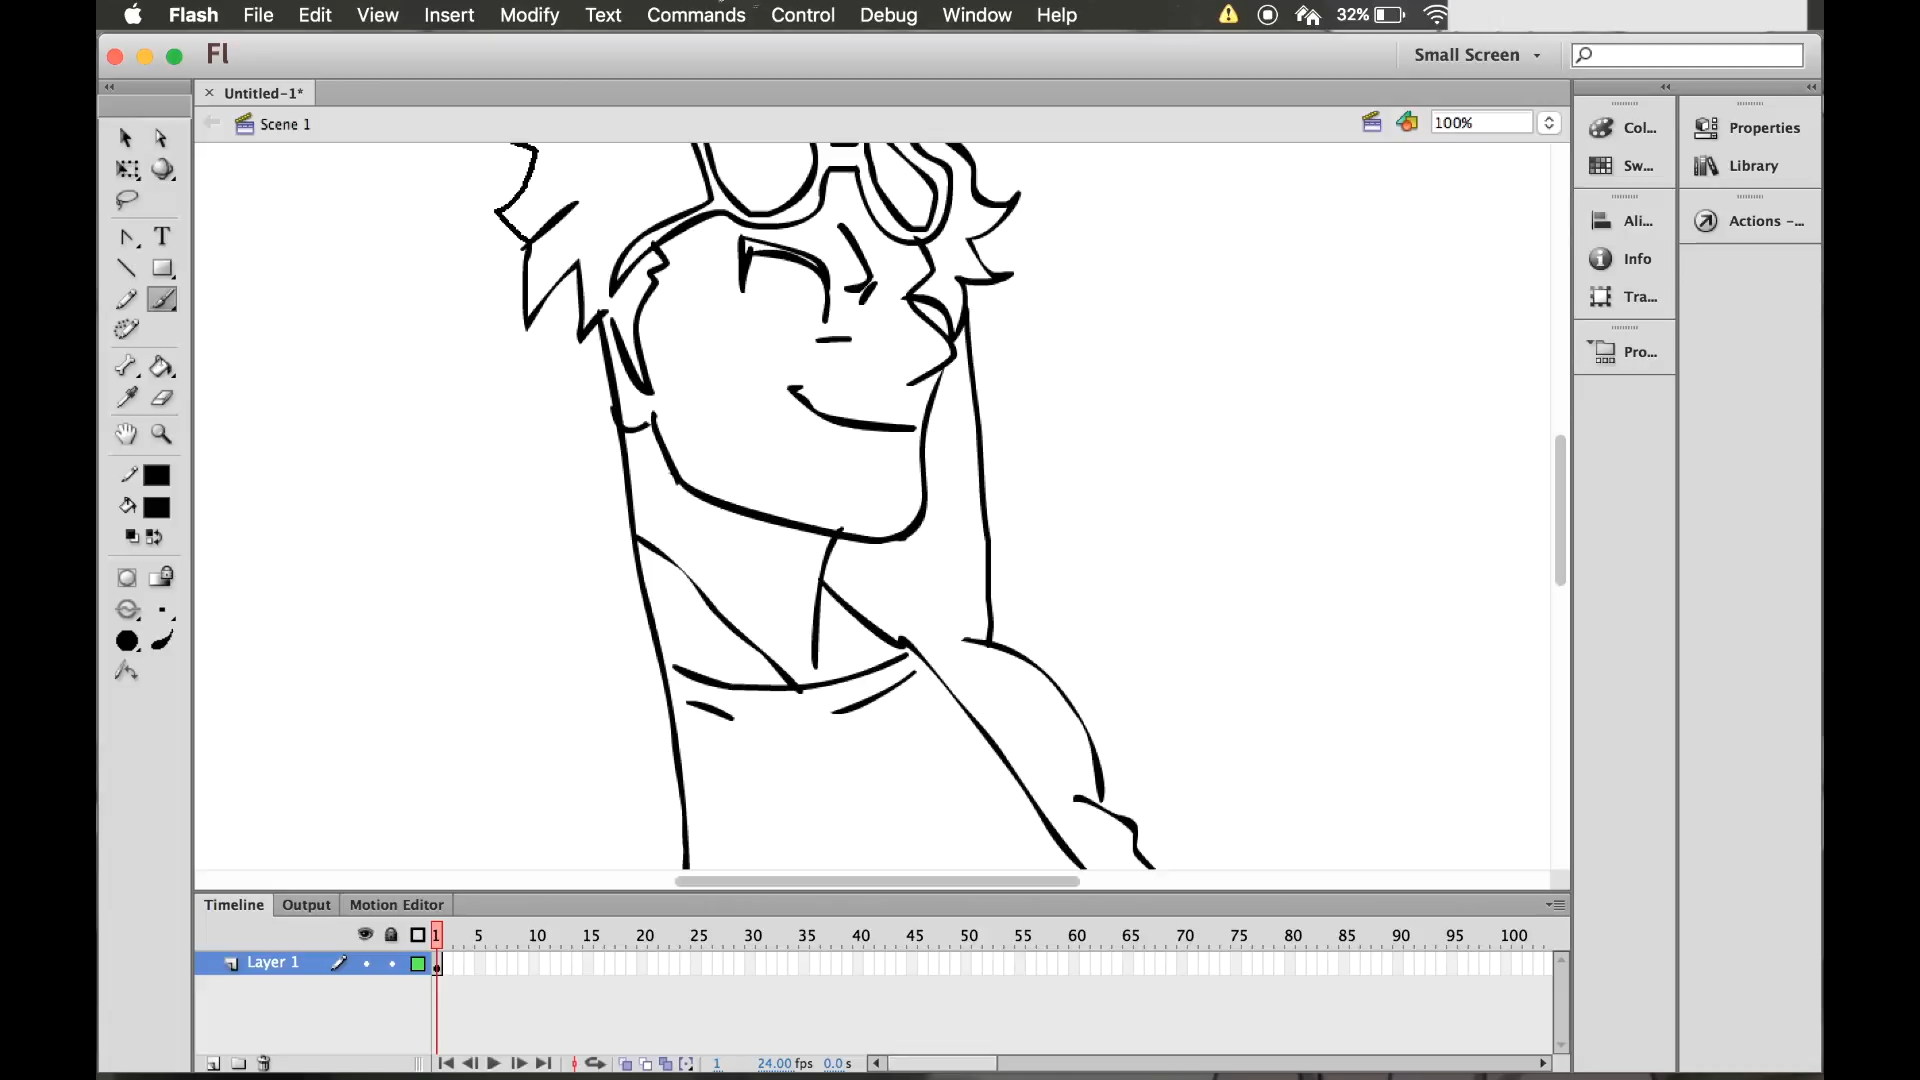 Flash File Edit View Insert Modify Text Commands Control Debug Window Help 32%
Fl Small Screen
Untitled-1*
Scene 1 100%
Col... Properties
Sw... Library
Ali... Actions -...
Info
Tra...
Pro...
T
Timeline Output Motion Editor
1 5 10 15 20 25 30 35 40 45 50 55 60 65 70 75 80 85 90 95 100
Layer 1
1 24.00 fps 0.0 s